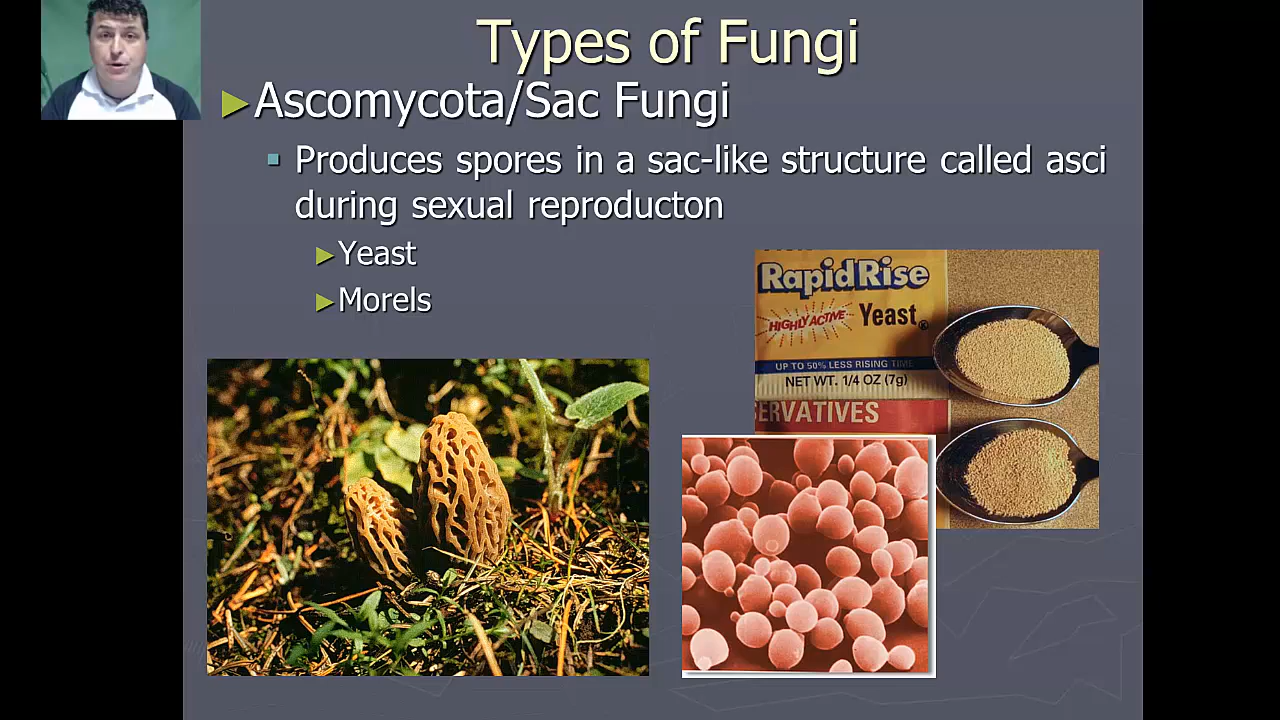 Types of Fungi
Ascomycota/Sac Fungi
Produces spores in a sac-like structure called asci
during sexual reproducton
Yeast
Morels
RapidRise
HIGHLY ACTIVE Yeast®
UP TO 50% LESS RISING TIME
NET WT. 1/4 OZ (7g)
SERVATIVES